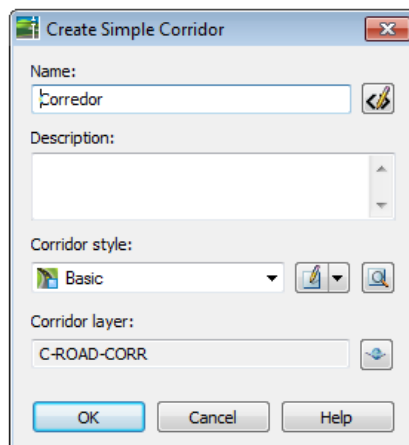 Create Simple Corridor
Name:
Corredor
Description:
Corridor style:
Basic
Corridor layer:
C-ROAD-CORR
OK
Cancel
Help